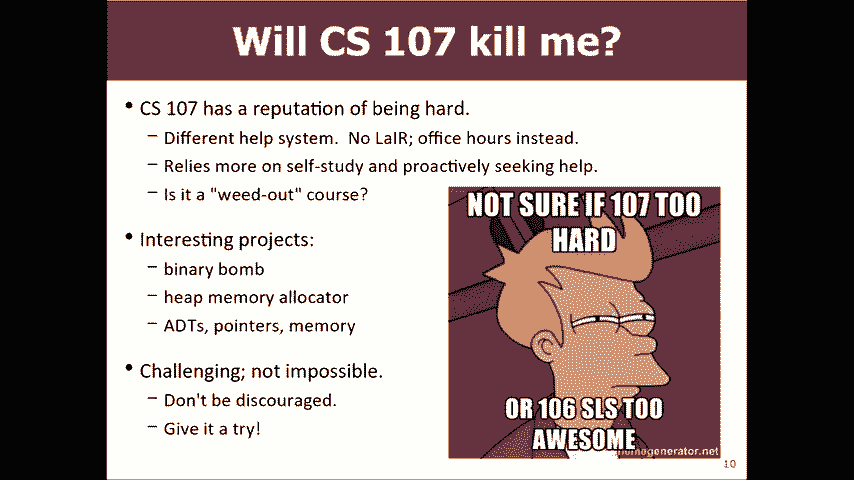 Will CS 107 kill me?
• CS 107 has a reputation of being hard.
– Different help system. No LaIR; office hours instead.
– Relies more on self-study and proactively seeking help.
– Is it a "weed-out" course?
• Interesting projects:
– binary bomb
– heap memory allocator
– ADTs, pointers, memory
• Challenging; not impossible.
– Don't be discouraged.
– Give it a try!
NOT SURE IF 107 TOO
HARD
OR 106 SLS TOO
AWESOME
memegenerator.net
10